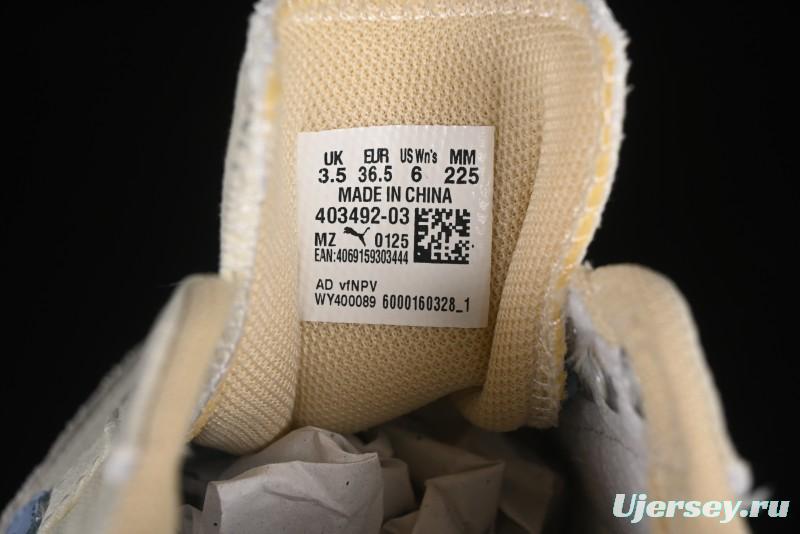 UK EUR US Wn's MM
3.5 36.5 6 225
MADE IN CHINA
403492-03
MZ 0125
EAN:4069159303444
AD vfNPV
WY400089 6000160328_1
Ujersey.ru